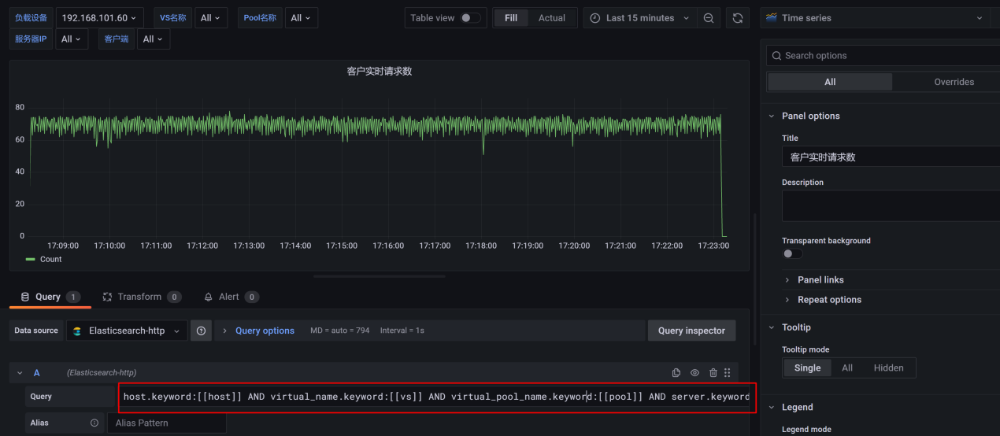 负载设备 192.168.101.60 VS名称 All Pool名称 All Table view Fill Actual Last 15 minutes Time series
服务器IP All 客户端 All
Search options
All Overrides
客户实时请求数
80
60
40
20
0
17:09:00 17:10:00 17:11:00 17:12:00 17:13:00 17:14:00 17:15:00 17:16:00 17:17:00 17:18:00 17:19:00 17:20:00 17:21:00 17:22:00 17:23:00
Count
Panel options
Title
客户实时请求数
Description
Transparent background
Panel links
Repeat options
Tooltip
Tooltip mode
Single All Hidden
Legend
Legend mode
Query 1 Transform 0 Alert 0
Data source Elasticsearch-http Query options MD = auto = 794 Interval = 1s Query inspector
A (Elasticsearch-http)
Query host.keyword:[[host]] AND virtual_name.keyword:[[vs]] AND virtual_pool_name.keyword:[[pool]] AND server.keyword
Alias Alias Pattern